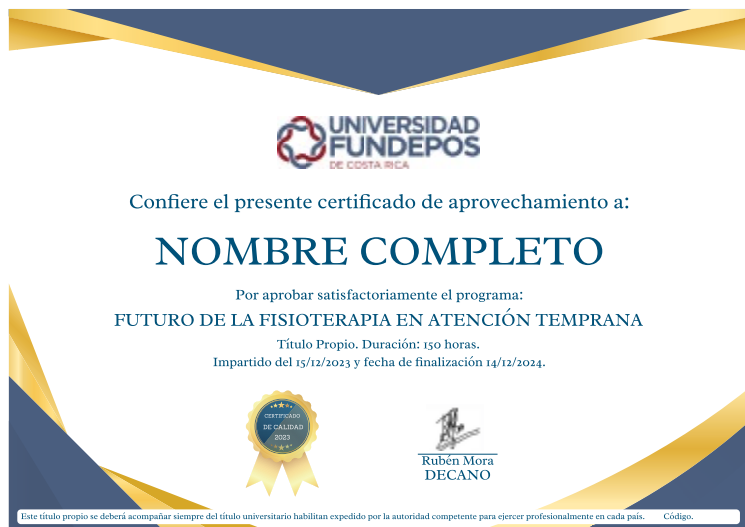 UNIVERSIDAD
FUNDEPOS
DE COSTA RICA
Confiere el presente certificado de aprovechamiento a:
NOMBRE COMPLETO
Por aprobar satisfactoriamente el programa:
FUTURO DE LA FISIOTERAPIA EN ATENCIÓN TEMPRANA
Título Propio. Duración: 150 horas.
Impartido del 15/12/2023 y fecha de finalización 14/12/2024.
CERTIFICADO
DE CALIDAD
2023
Rubén Mora
DECANO
Este título propio se deberá acompañar siempre del título universitario habilitan expedido por la autoridad competente para ejercer profesionalmente en cada país. Código.